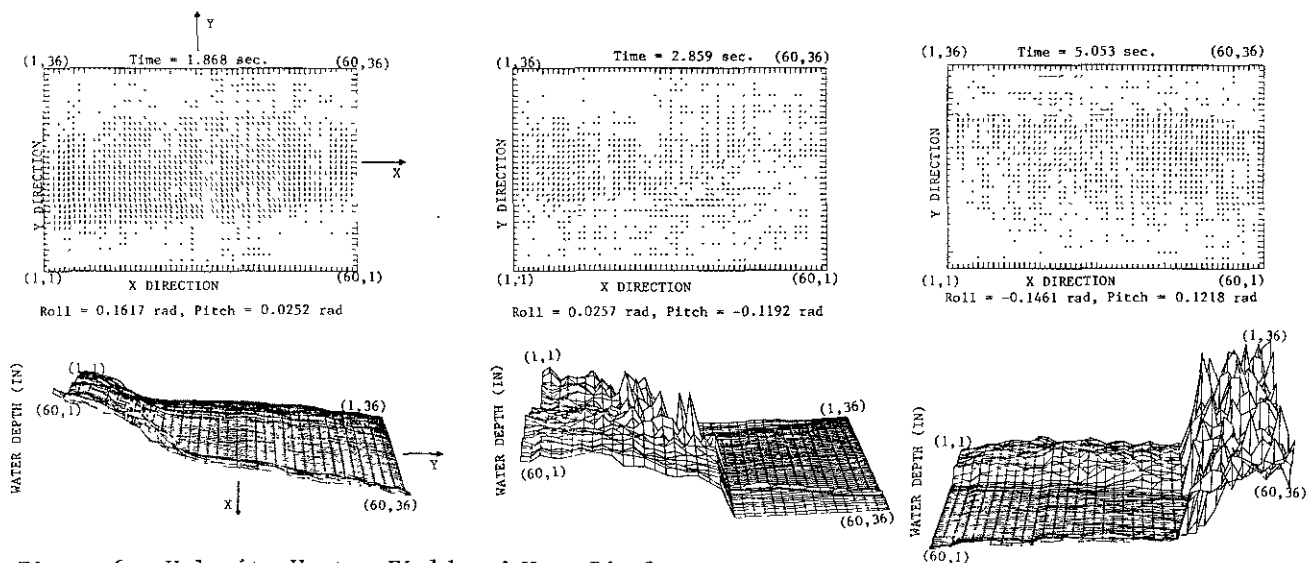 Y
(1,36) Time = 1.868 sec. (60,36)
Y DIRECTION
X
(1,1) (60,1)
X DIRECTION
Roll = 0.1617 rad, Pitch = 0.0252 rad
(1,36) Time = 2.859 sec. (60,36)
Y DIRECTION
(1,1) (60,1)
X DIRECTION
Roll = 0.0257 rad, Pitch = -0.1192 rad
(1,36) Time = 5.053 sec. (60,36)
Y DIRECTION
(1,1) (60,1)
X DIRECTION
Roll = -0.1461 rad, Pitch = 0.1218 rad
WATER DEPTH (IN)
(1,1)
(60,1)
(1,36)
Y
X
(60,36)
WATER DEPTH (IN)
(1,1)
(1,36)
(60,1)
(60,36)
WATER DEPTH (IN)
(1,36)
(1,1)
(60,36)
(60,1)